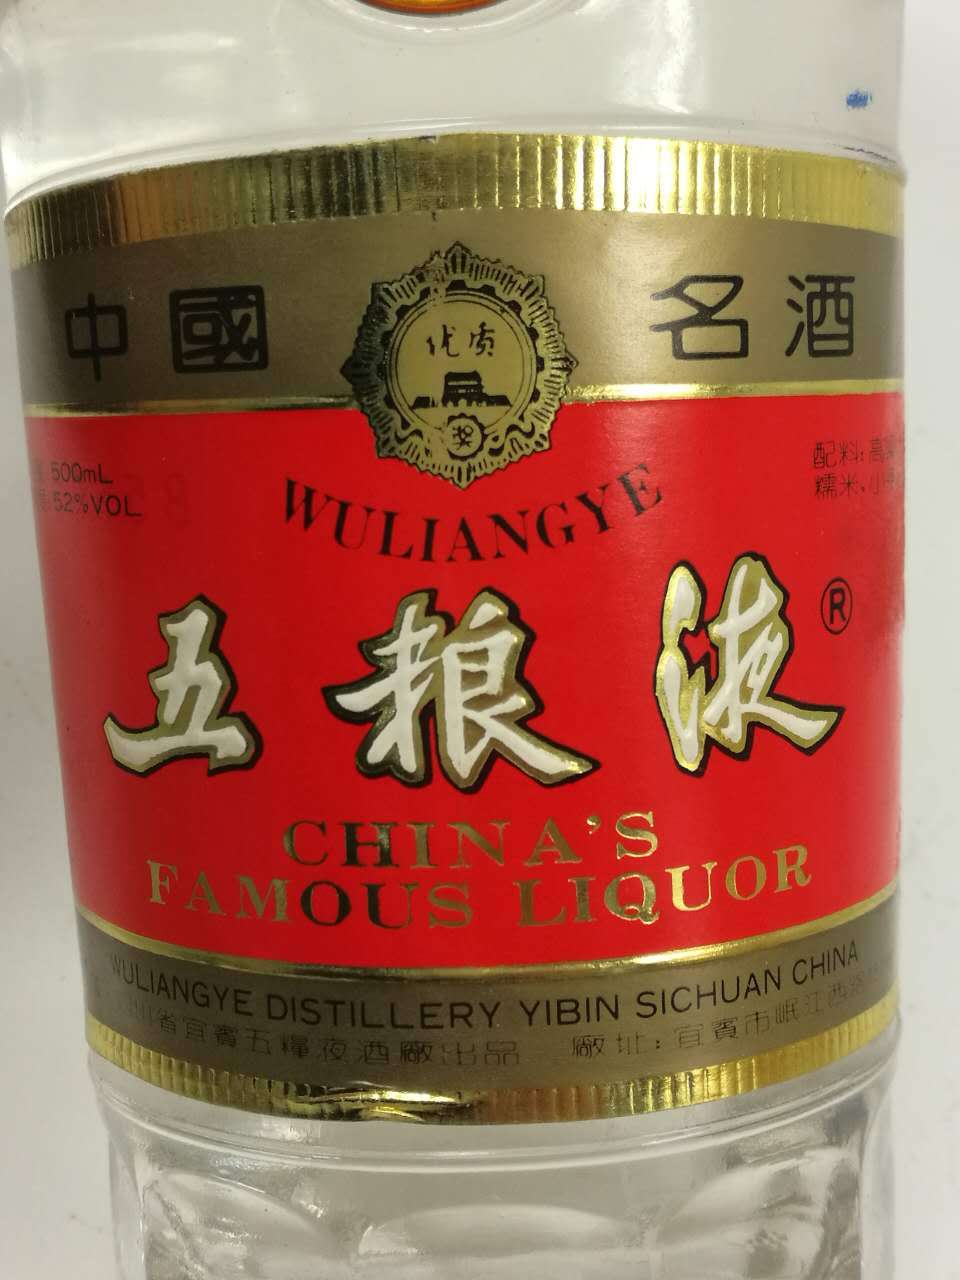 中國 名酒
优质
奖
500mL
52%VOL
配料:高
糯米、小
WULIANGYE
五粮液®
CHINA'S
FAMOUS LIQUOR
WULIANGYE DISTILLERY YIBIN SICHUAN CHINA
川省宜賓五糧液酒廠出品 廠址:宜賓市岷江西路